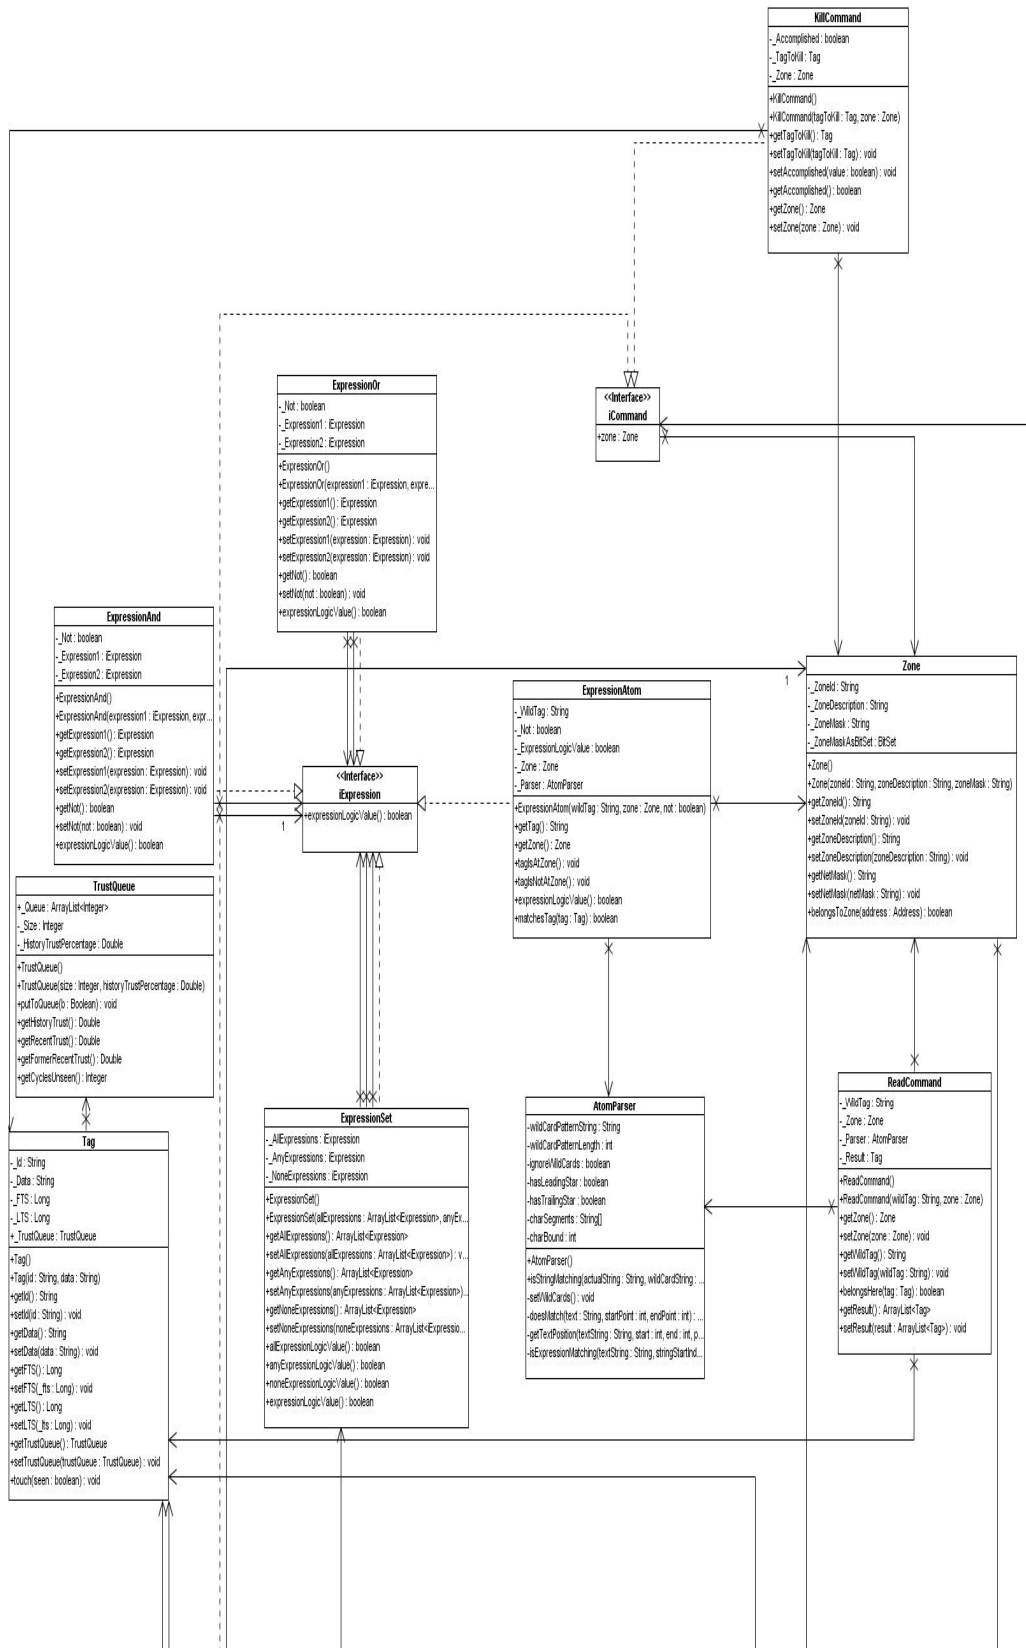 KillCommand
-_Accomplished : boolean
-_TagToKill : Tag
-_Zone : Zone
+KillCommand()
+KillCommand(tagToKill : Tag, zone : Zone)
+getTagToKill() : Tag
+setTagToKill(tagToKill : Tag) : void
+setAccomplished(value : boolean) : void
+getAccomplished() : boolean
+getZone() : Zone
+setZone(zone : Zone) : void
<<Interface>>
iCommand
+zone : Zone
ExpressionOr
-_Not : boolean
-_Expression1 : iExpression
-_Expression2 : iExpression
+ExpressionOr()
+ExpressionOr(expression1 : iExpression, expre...
+getExpression1() : iExpression
+getExpression2() : iExpression
+setExpression1(expression : iExpression) : void
+setExpression2(expression : iExpression) : void
+getNot() : boolean
+setNot(not : boolean) : void
+expressionLogicValue() : boolean
ExpressionAnd
-_Not : boolean
-_Expression1 : iExpression
-_Expression2 : iExpression
+ExpressionAnd()
+ExpressionAnd(expression1 : iExpression, expr...
+getExpression1() : iExpression
+getExpression2() : iExpression
+setExpression1(expression : iExpression) : void
+setExpression2(expression : iExpression) : void
+getNot() : boolean
+setNot(not : boolean) : void
+expressionLogicValue() : boolean
<<Interface>>
iExpression
+expressionLogicValue() : boolean
1
ExpressionAtom
-_WildTag : String
-_Not : boolean
-_ExpressionLogicValue : boolean
-_Zone : Zone
-_Parser : AtomParser
+ExpressionAtom(wildTag : String, zone : Zone, not : boolean)
+getTag() : String
+getZone() : Zone
+tagIsAtZone() : void
+tagIsNotAtZone() : void
+expressionLogicValue() : boolean
+matchesTag(tag : Tag) : boolean
1
Zone
-_ZoneId : String
-_ZoneDescription : String
-_ZoneMask : String
-_ZoneMaskAsBitSet : BitSet
+Zone()
+Zone(zoneId : String, zoneDescription : String, zoneMask : String)
+getZoneId() : String
+setZoneId(zoneId : String) : void
+getZoneDescription() : String
+setZoneDescription(zoneDescription : String) : void
+getNetMask() : String
+setNetMask(netMask : String) : void
+belongsToZone(address : Address) : boolean
TrustQueue
+_Queue : ArrayList<Integer>
-_Size : Integer
-_HistoryTrustPercentage : Double
+TrustQueue()
+TrustQueue(size : Integer, historyTrustPercentage : Double)
+putToQueue(b : Boolean) : void
+getHistoryTrust() : Double
+getRecentTrust() : Double
+getFormerRecentTrust() : Double
+getCyclesUnseen() : Integer
Tag
-_Id : String
-_Data : String
-_FTS : Long
-_LTS : Long
+_TrustQueue : TrustQueue
+Tag()
+Tag(id : String, data : String)
+getId() : String
+setId(id : String) : void
+getData() : String
+setData(data : String) : void
+getFTS() : Long
+setFTS(_fts : Long) : void
+getLTS() : Long
+setLTS(_lts : Long) : void
+getTrustQueue() : TrustQueue
+setTrustQueue(trustQueue : TrustQueue) : void
+touch(seen : boolean) : void
ExpressionSet
-_AllExpressions : iExpression
-_AnyExpressions : iExpression
-_NoneExpressions : iExpression
+ExpressionSet()
+ExpressionSet(allExpressions : ArrayList<iExpression>, anyEx...
+getAllExpressions() : ArrayList<iExpression>
+setAllExpressions(allExpressions : ArrayList<iExpression>) : v...
+getAnyExpressions() : ArrayList<iExpression>
+setAnyExpressions(anyExpressions : ArrayList<iExpression>)...
+getNoneExpressions() : ArrayList<iExpression>
+setNoneExpressions(noneExpressions : ArrayList<iExpressio...
+allExpressionLogicValue() : boolean
+anyExpressionLogicValue() : boolean
+noneExpressionLogicValue() : boolean
+expressionLogicValue() : boolean
AtomParser
-wildCardPatternString : String
-wildCardPatternLength : int
-ignoreWildCards : boolean
-hasLeadingStar : boolean
-hasTrailingStar : boolean
-charSegments : String[]
-charBound : int
+AtomParser()
+isStringMatching(actualString : String, wildCardString : ...
-setWildCards() : void
-doesMatch(text : String, startPoint : int, endPoint : int) : ...
-getTextPosition(textString : String, start : int, end : int, p...
-isExpressionMatching(textString : String, stringStartInd...
ReadCommand
-_WildTag : String
-_Zone : Zone
-_Parser : AtomParser
-_Result : Tag
+ReadCommand()
+ReadCommand(wildTag : String, zone : Zone)
+getZone() : Zone
+setZone(zone : Zone) : void
+getWildTag() : String
+setWildTag(wildTag : String) : void
+belongsHere(tag : Tag) : boolean
+getResult() : ArrayList<Tag>
+setResult(result : ArrayList<Tag>) : void